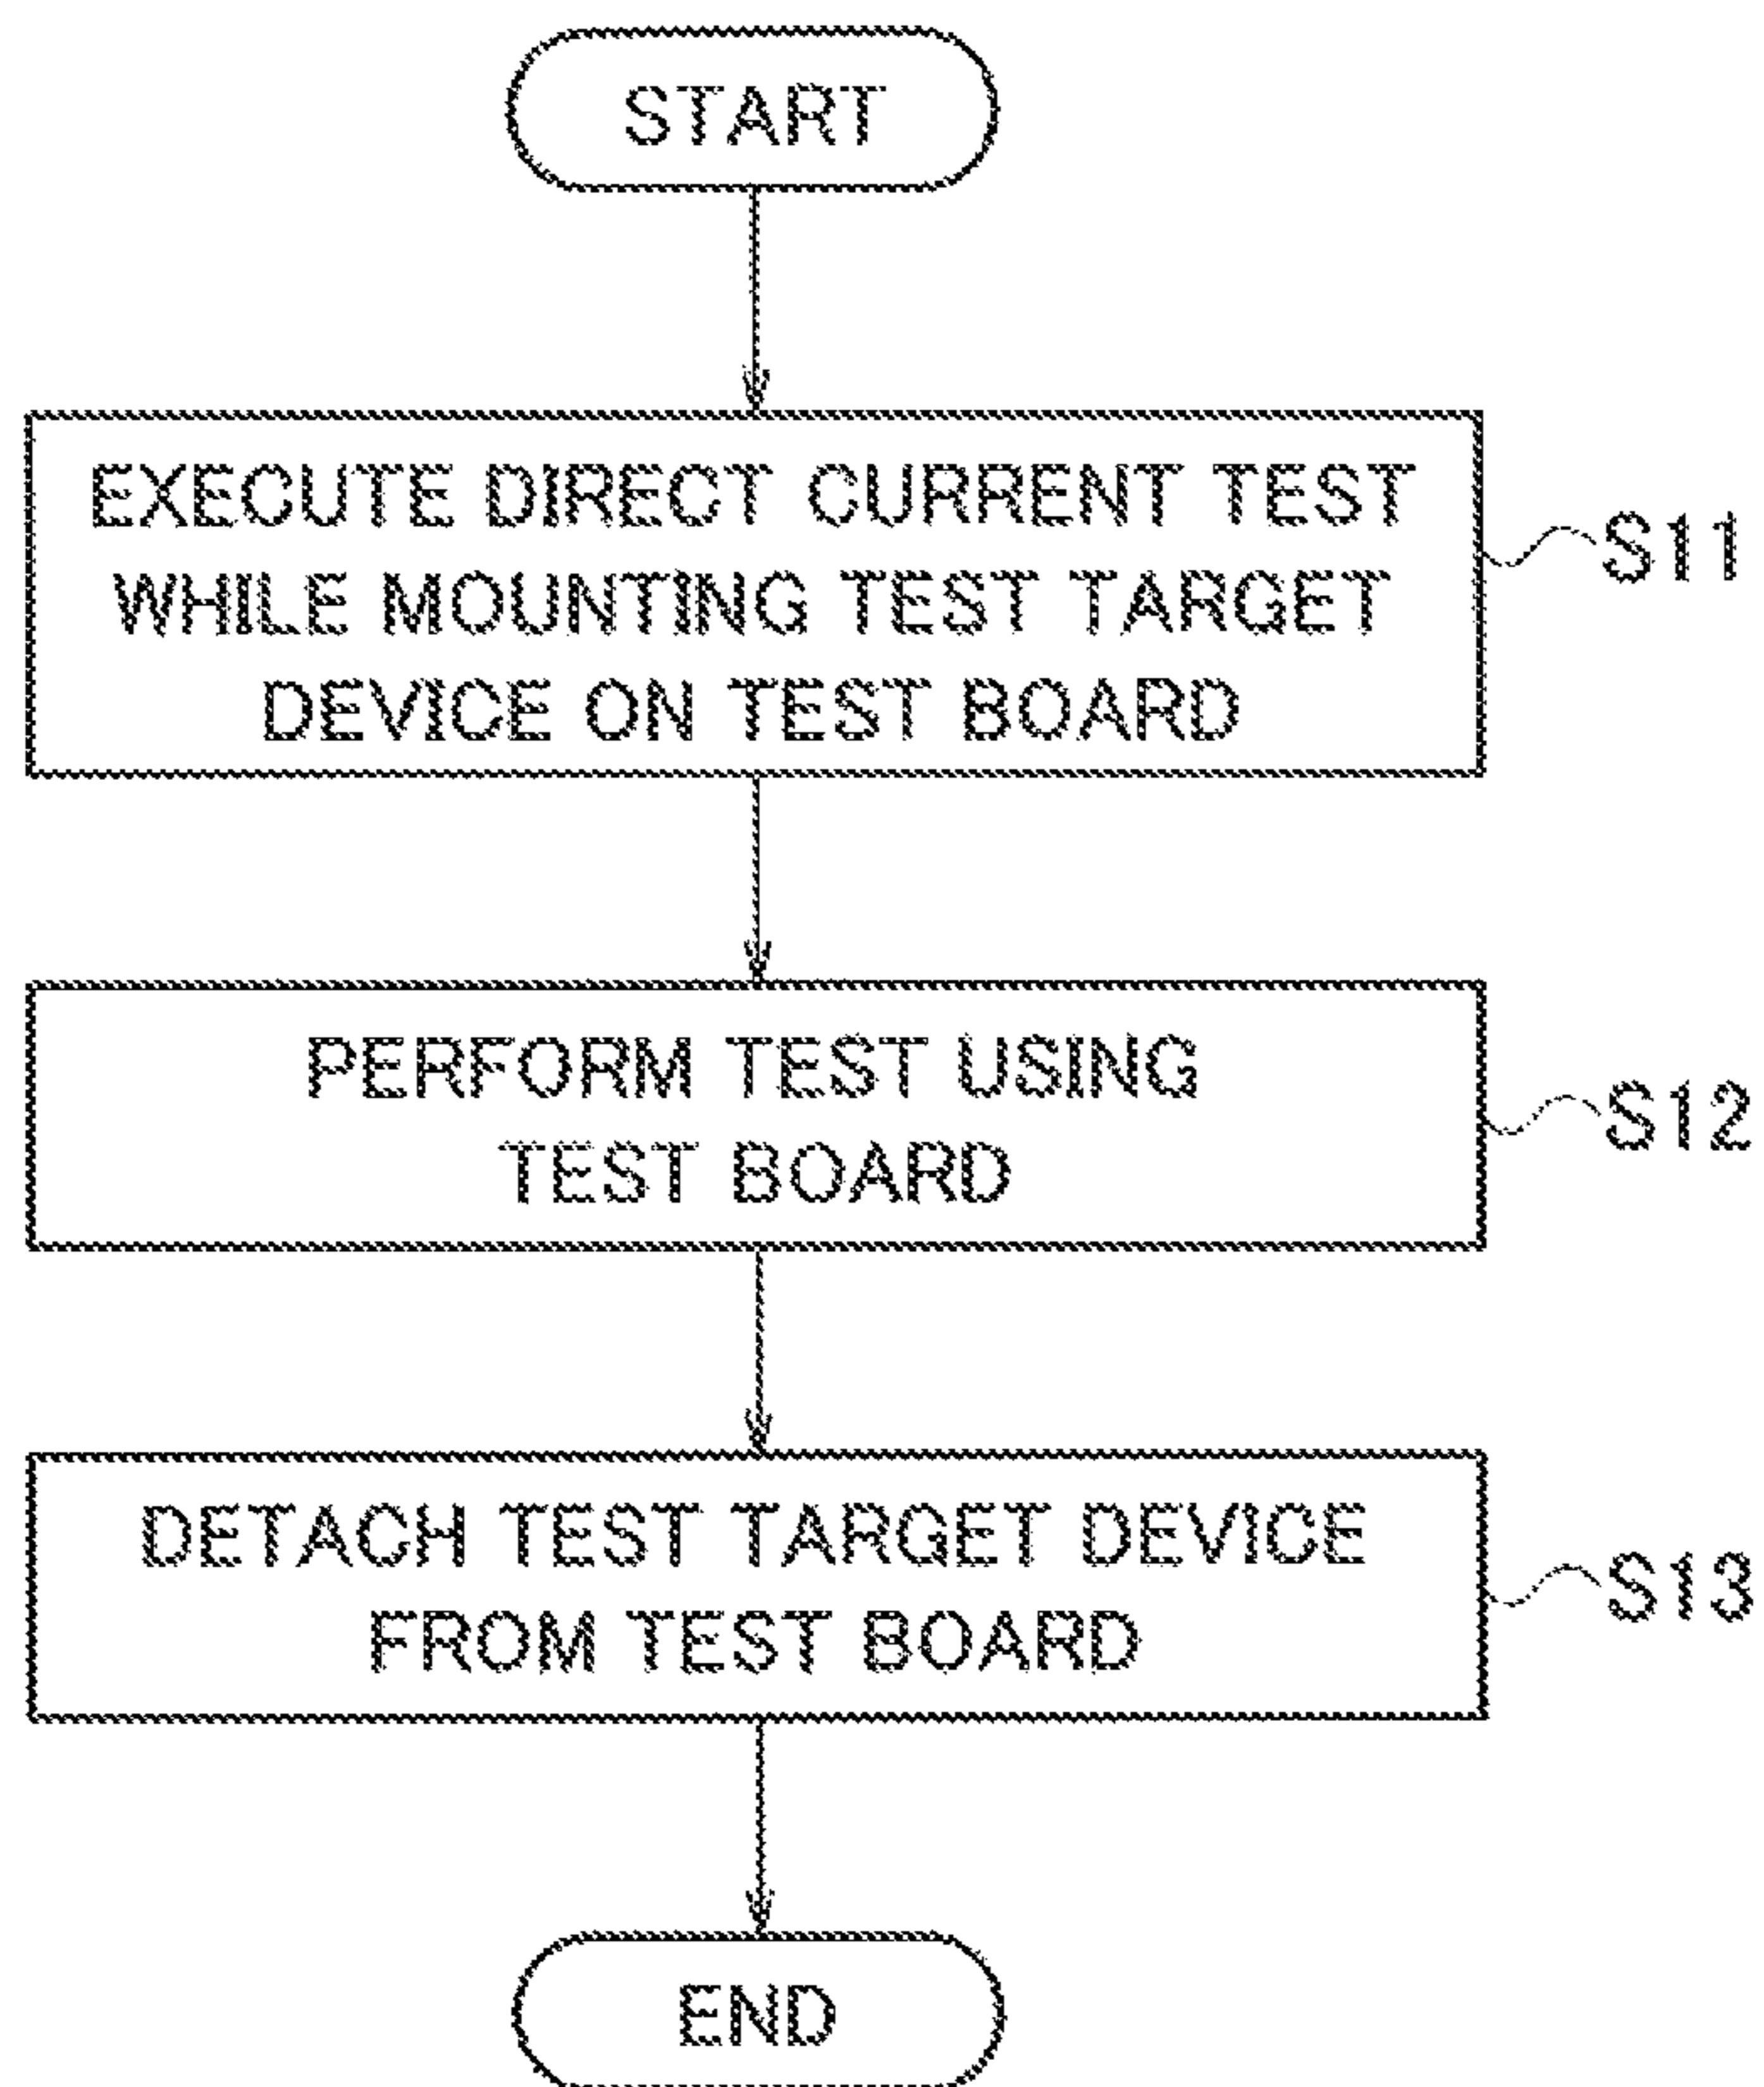 START
EXECUTE DIRECT CURRENT TEST
WHILE MOUNTING TEST TARGET
DEVICE ON TEST BOARD
S11
PERFORM TEST USING
TEST BOARD
S12
DETACH TEST TARGET DEVICE
FROM TEST BOARD
S13
END